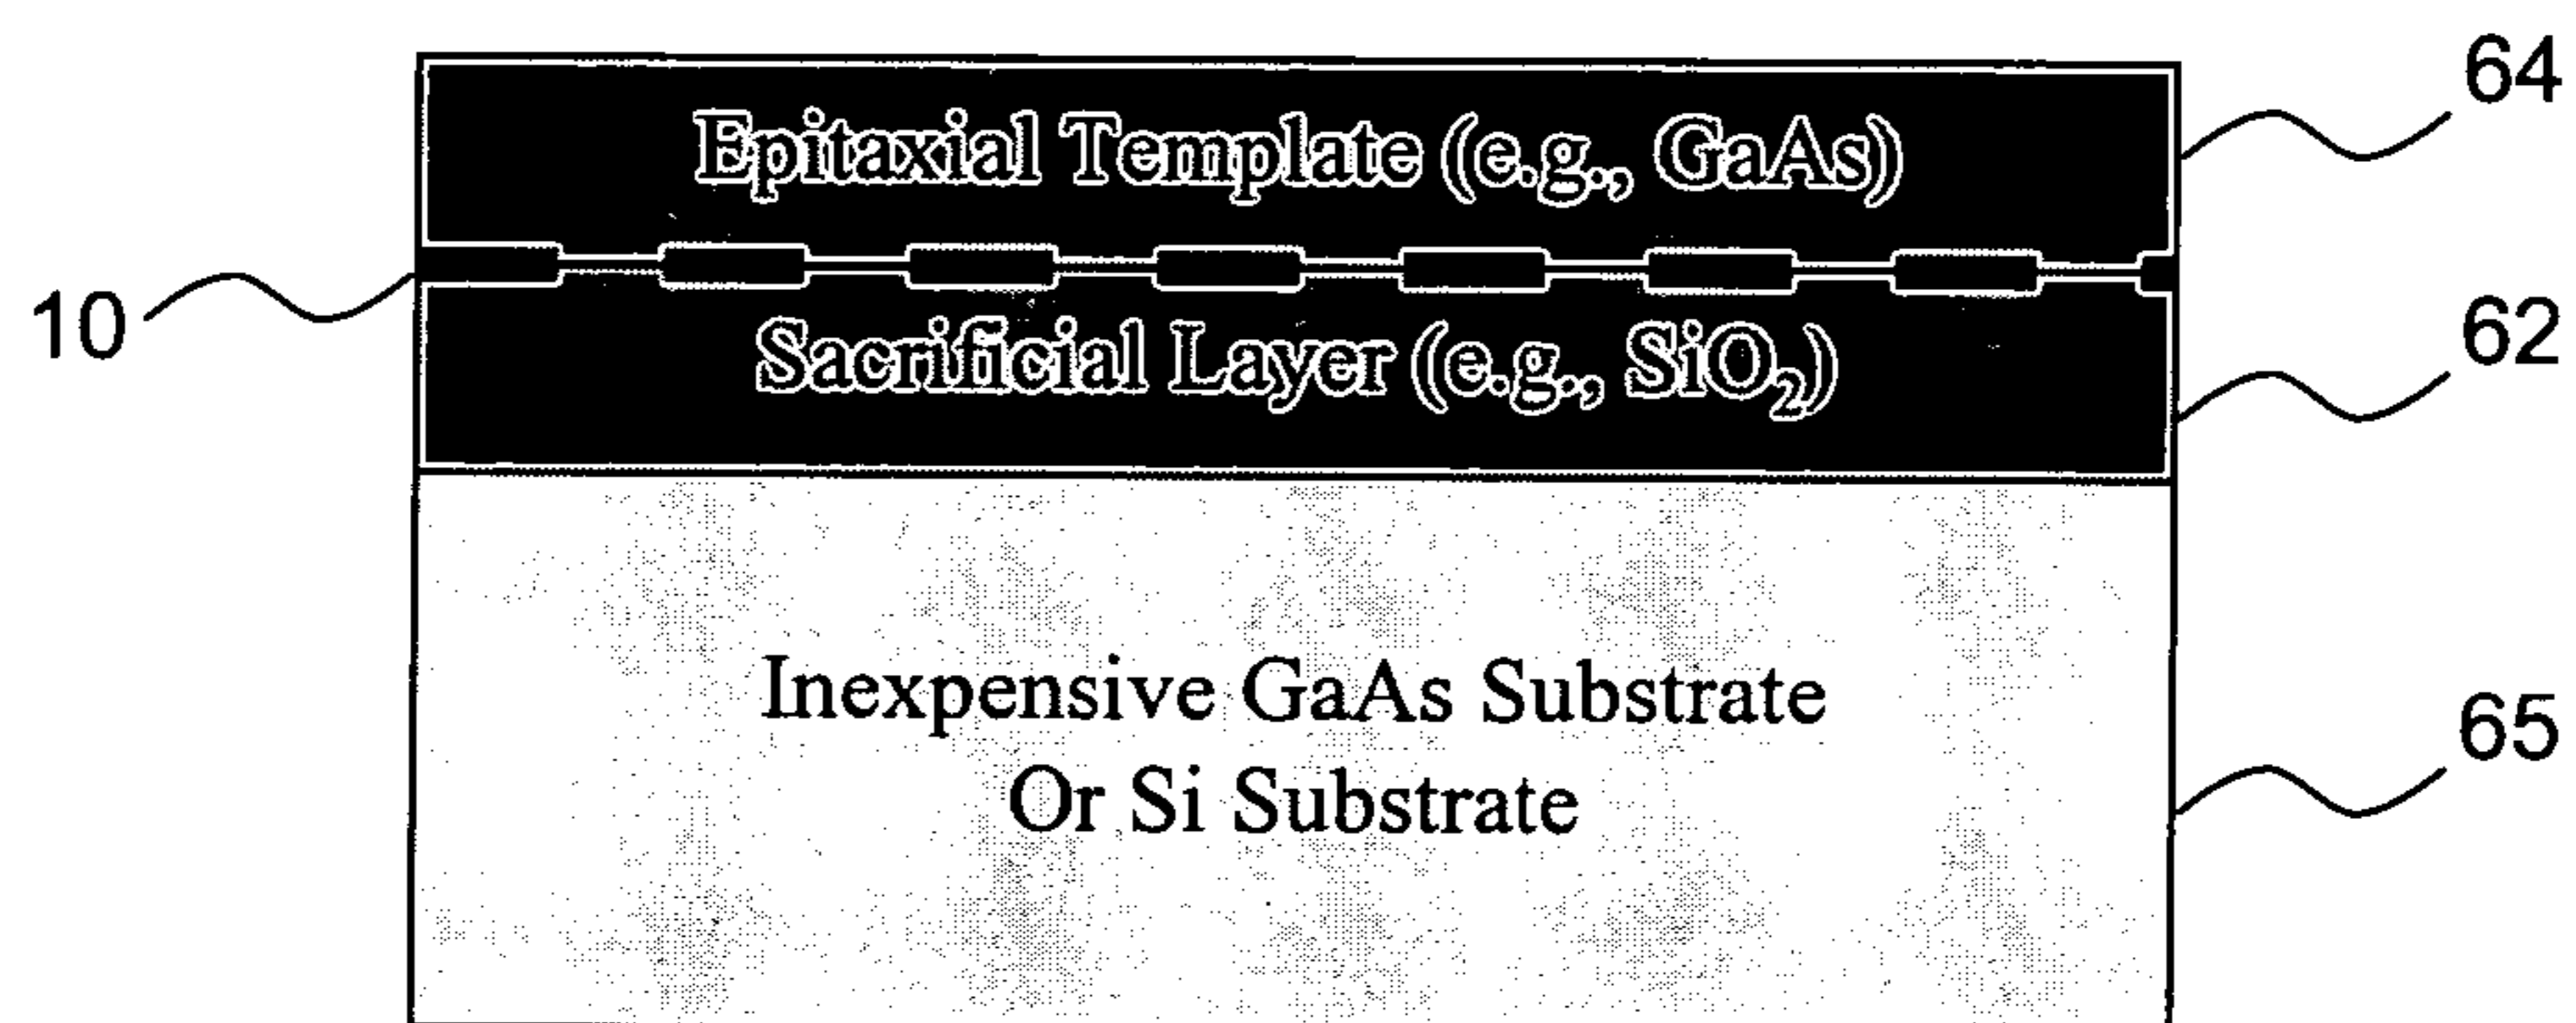 64
Epitaxial Template (e.g., GaAs)
10
62
Sacrificial Layer (e.g., SiO₂)
65
Inexpensive GaAs Substrate
Or Si Substrate